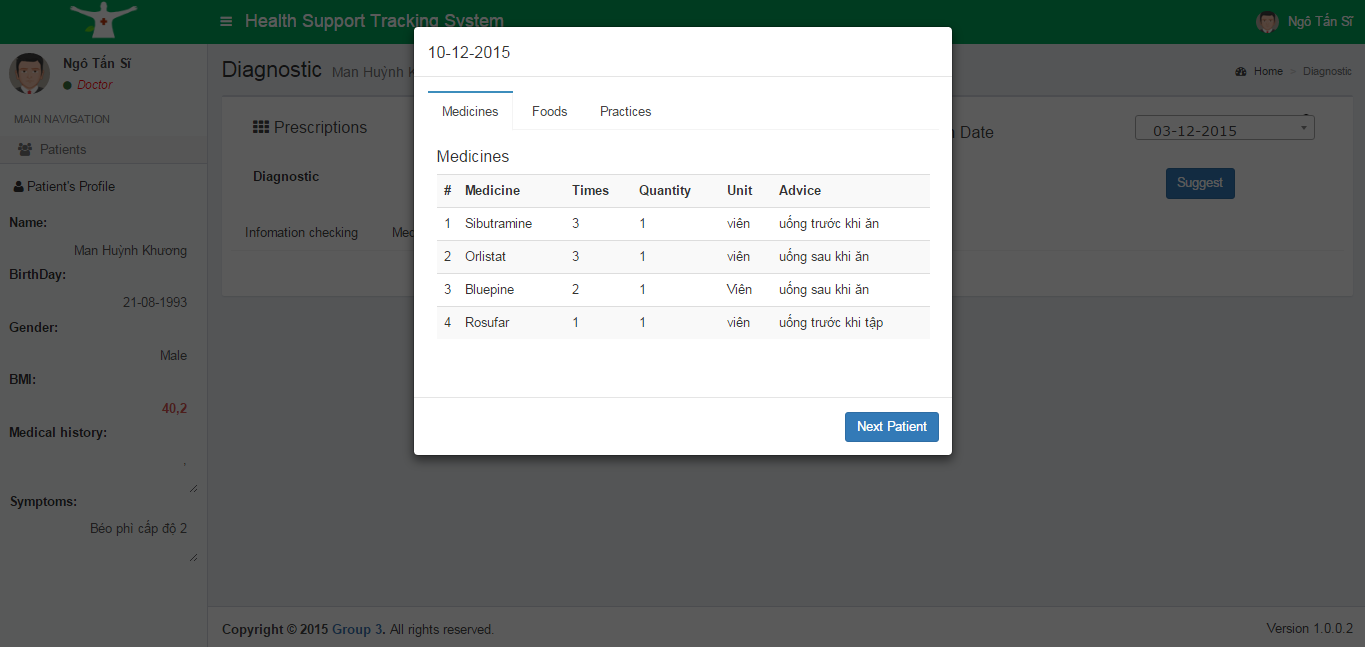 Health Support Tracking System
Ngô Tấn Sĩ
Ngô Tấn Sĩ
Doctor
MAIN NAVIGATION
Patients
Patient's Profile
Name:
Man Huỳnh Khương
BirthDay:
21-08-1993
Gender:
Male
BMI:
40,2
Medical history:
,
Symptoms:
Béo phì cấp độ 2
Diagnostic Man Huỳnh
Home > Diagnostic
Prescriptions
Date
03-12-2015
Diagnostic
Suggest
Infomation checking
10-12-2015
Medicines Foods Practices
Medicines
# Medicine Times Quantity Unit Advice
1 Sibutramine 3 1 viên uống trước khi ăn
2 Orlistat 3 1 viên uống sau khi ăn
3 Bluepine 2 1 Viên uống sau khi ăn
4 Rosufar 1 1 viên uống trước khi tập
Next Patient
Copyright © 2015 Group 3. All rights reserved.
Version 1.0.0.2